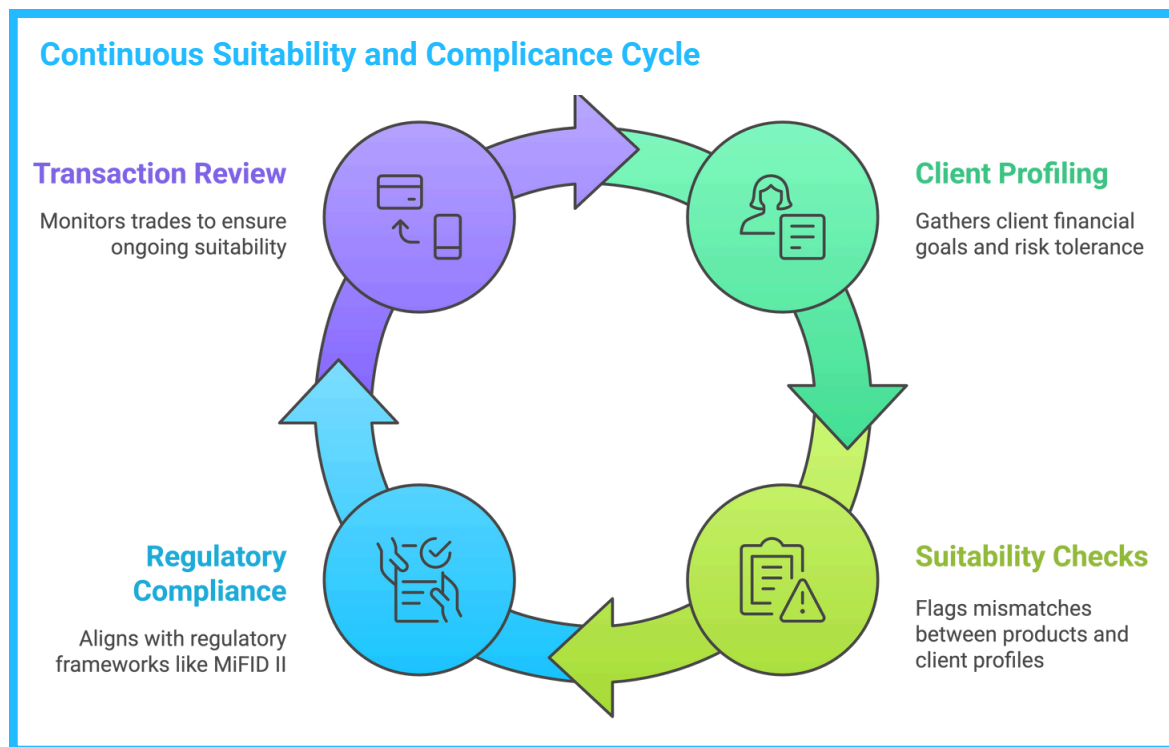 Continuous Suitability and Complicance Cycle
Transaction Review
Monitors trades to ensure
ongoing suitability
Client Profiling
Gathers client financial
goals and risk tolerance
Regulatory
Compliance
Aligns with regulatory
frameworks like MiFID II
Suitability Checks
Flags mismatches
between products and
client profiles